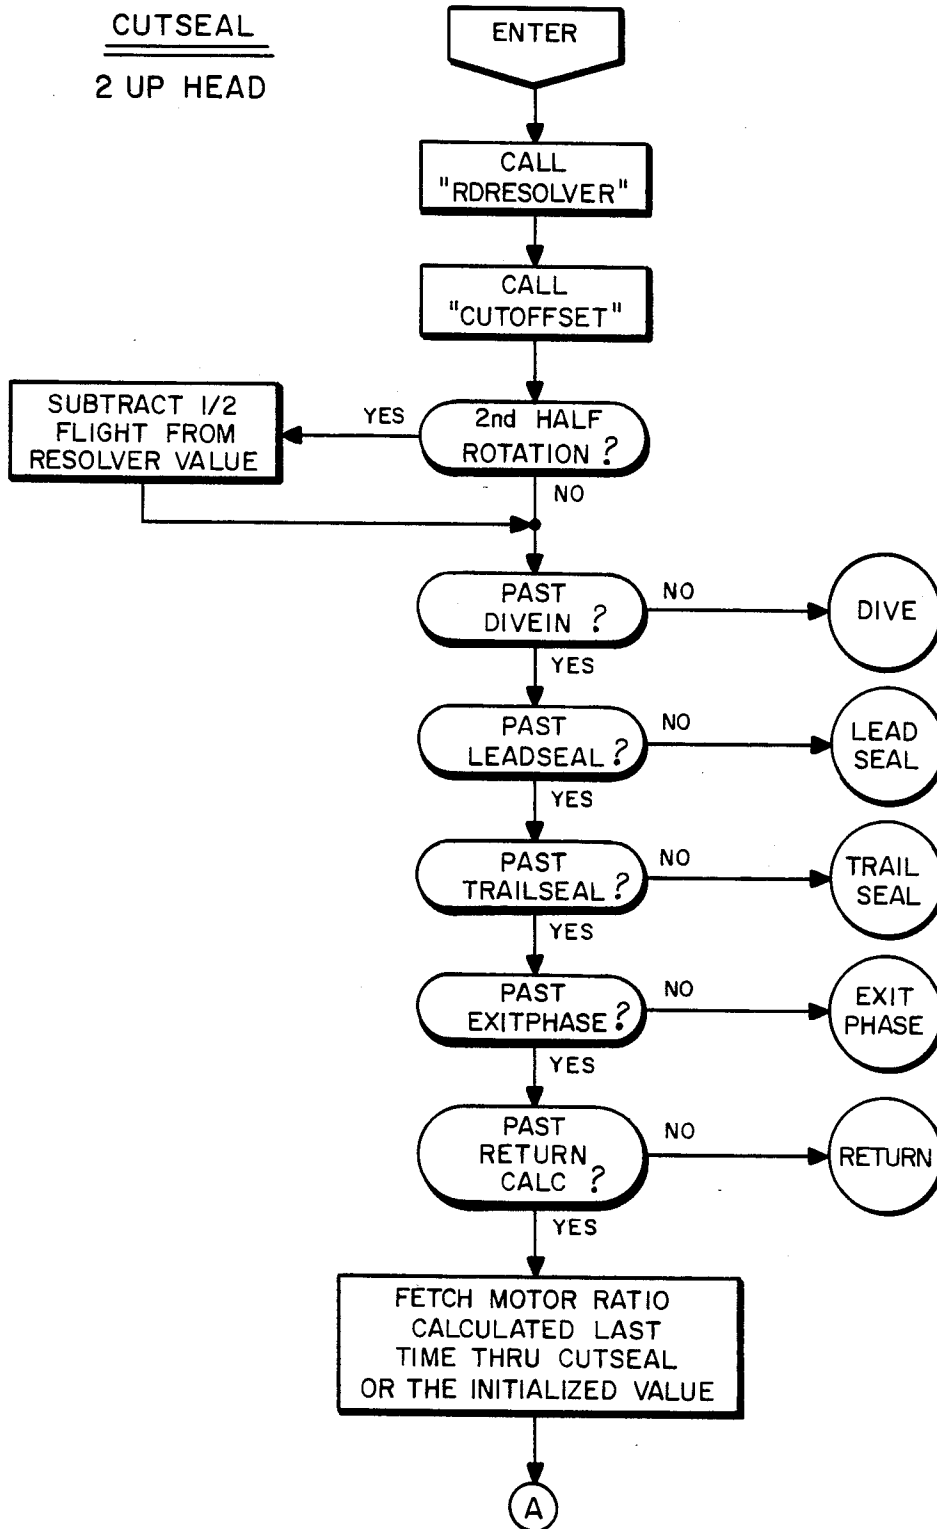 CUTSEAL
2 UP HEAD
ENTER
CALL
"RDRESOLVER"
CALL
"CUTOFFSET"
SUBTRACT 1/2
FLIGHT FROM
RESOLVER VALUE
YES
2nd HALF
ROTATION ?
NO
PAST
DIVEIN ?
NO
DIVE
YES
PAST
LEADSEAL ?
NO
LEAD
SEAL
YES
PAST
TRAILSEAL ?
NO
TRAIL
SEAL
YES
PAST
EXITPHASE ?
NO
EXIT
PHASE
YES
PAST
RETURN
CALC ?
NO
RETURN
YES
FETCH MOTOR RATIO
CALCULATED LAST
TIME THRU CUTSEAL
OR THE INITIALIZED VALUE
A